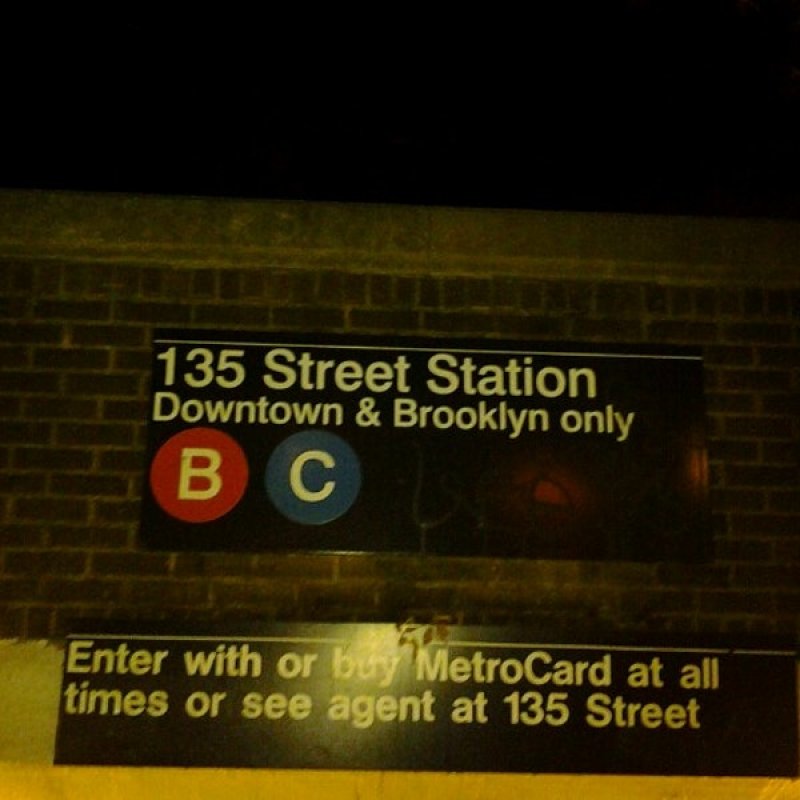 135 Street Station
Downtown & Brooklyn only
B C
Enter with or buy MetroCard at all
times or see agent at 135 Street